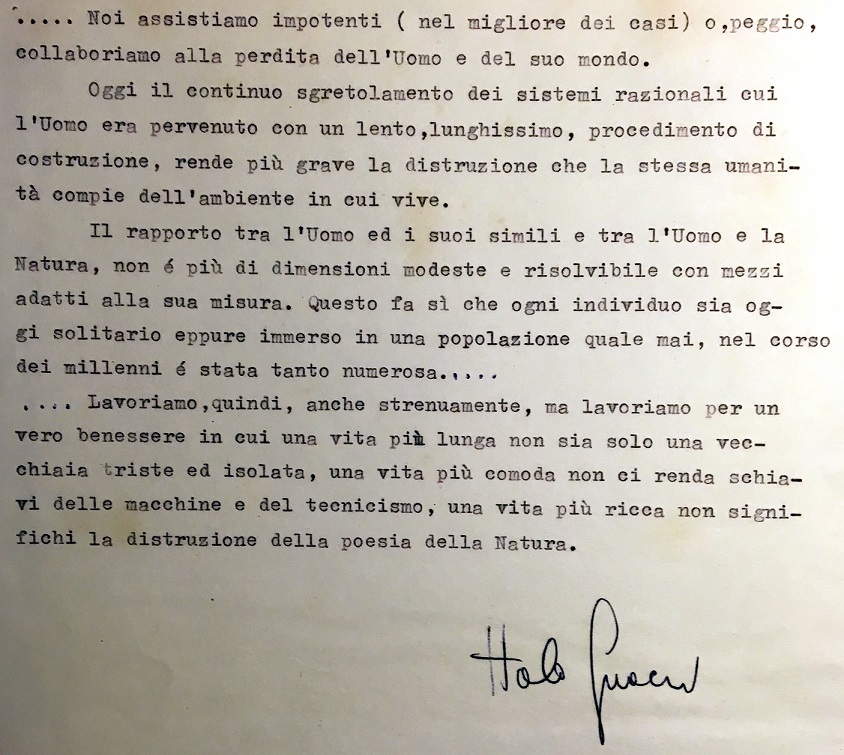 ..... Noi assistiamo impotenti ( nel migliore dei casi) o,peggio,
collaboriamo alla perdita dell'Uomo e del suo mondo.
Oggi il continuo sgretolamento dei sistemi razionali cui
l'Uomo era pervenuto con un lento,lunghissimo, procedimento di
costruzione, rende più grave la distruzione che la stessa umani-
tà compie dell'ambiente in cui vive.
Il rapporto tra l'Uomo ed i suoi simili e tra l'Uomo e la
Natura, non é più di dimensioni modeste e risolvibile con mezzi
adatti alla sua misura. Questo fa sì che ogni individuo sia og-
gi solitario eppure immerso in una popolazione quale mai, nel corso
dei millenni é stata tanto numerosa.....
.... Lavoriamo,quindi, anche strenuamente, ma lavoriamo per un
vero benessere in cui una vita più lunga non sia solo una vec-
chiaia triste ed isolata, una vita più comoda non ci renda schia-
vi delle macchine e del tecnicismo, una vita più ricca non signi-
fichi la distruzione della poesia della Natura.
Italo